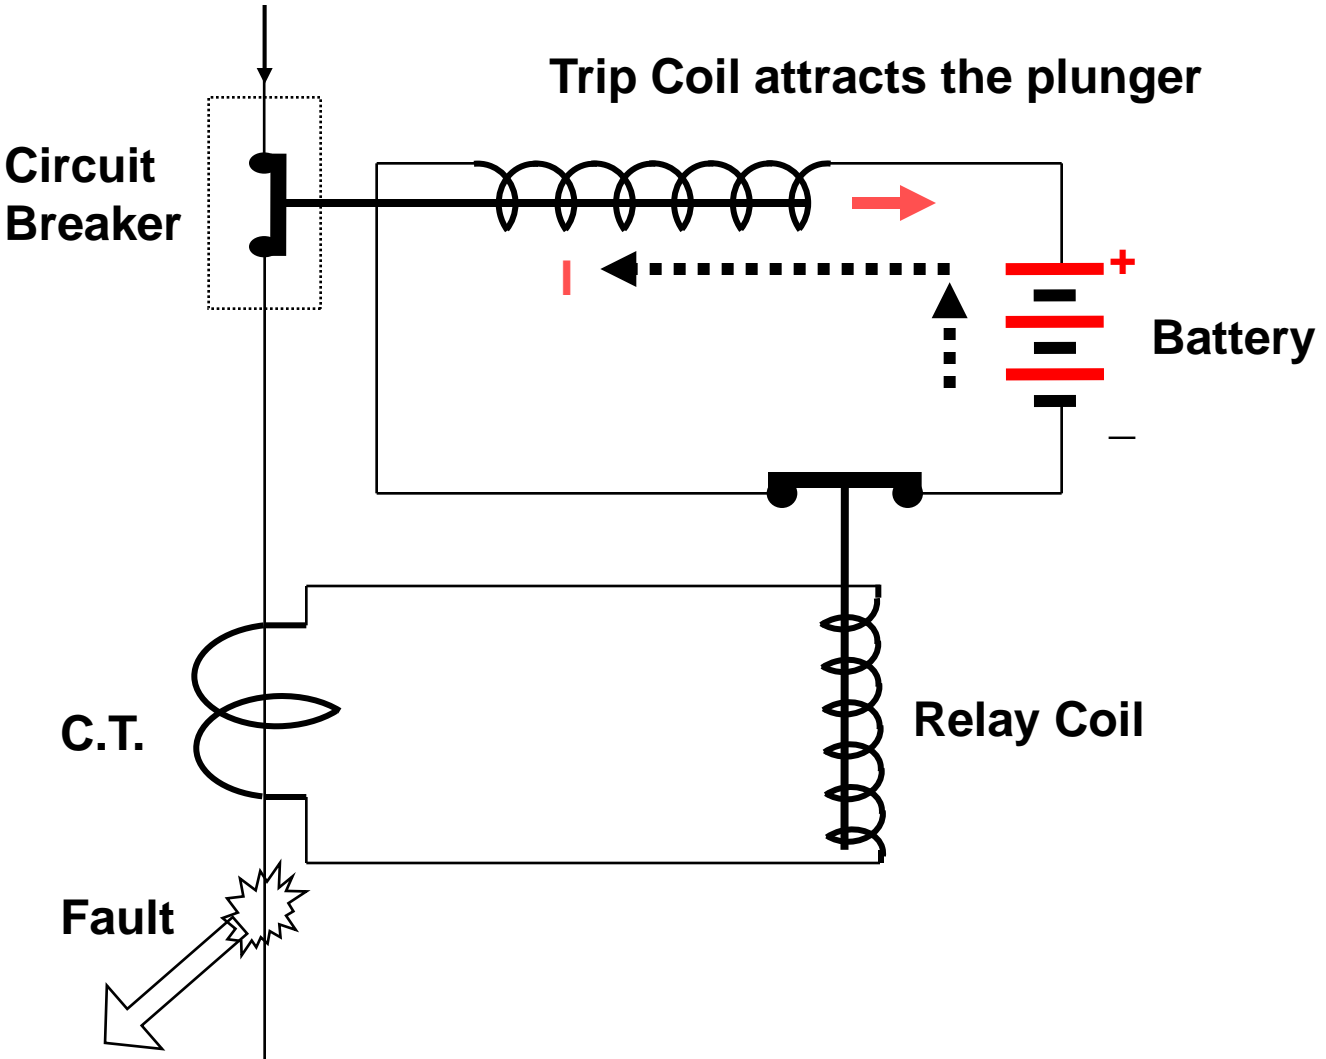 Trip Coil attracts the plunger
Circuit
Breaker
I
+
Battery
_
Relay Coil
C.T.
Fault